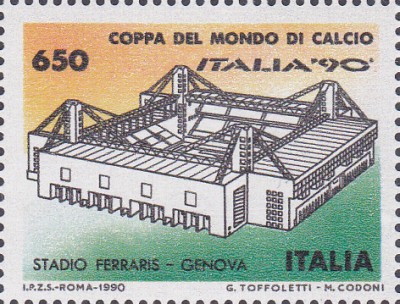 COPPA DEL MONDO DI CALCIO
650 ITALIA '90
STADIO FERRARIS - GENOVA ITALIA
I.P.Z.S.-ROMA-1990 G. TOFFOLETTI - M. CODONI